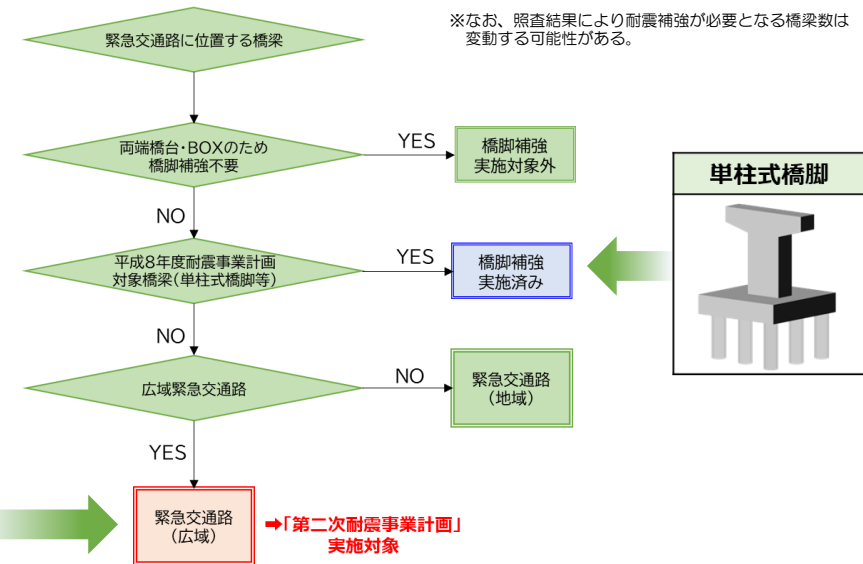 ※なお、照査結果により耐震補強が必要となる橋梁数は
変動する可能性がある。
緊急交通路に位置する橋梁
両端橋台・BOXのため
橋脚補強不要
YES
橋脚補強
実施対象外
NO
平成8年度耐震事業計画
対象橋梁(単柱式橋脚等)
YES
橋脚補強
実施済み
単柱式橋脚
NO
広域緊急交通路
NO
緊急交通路
(地域)
YES
緊急交通路
(広域)
➡「第二次耐震事業計画」
実施対象